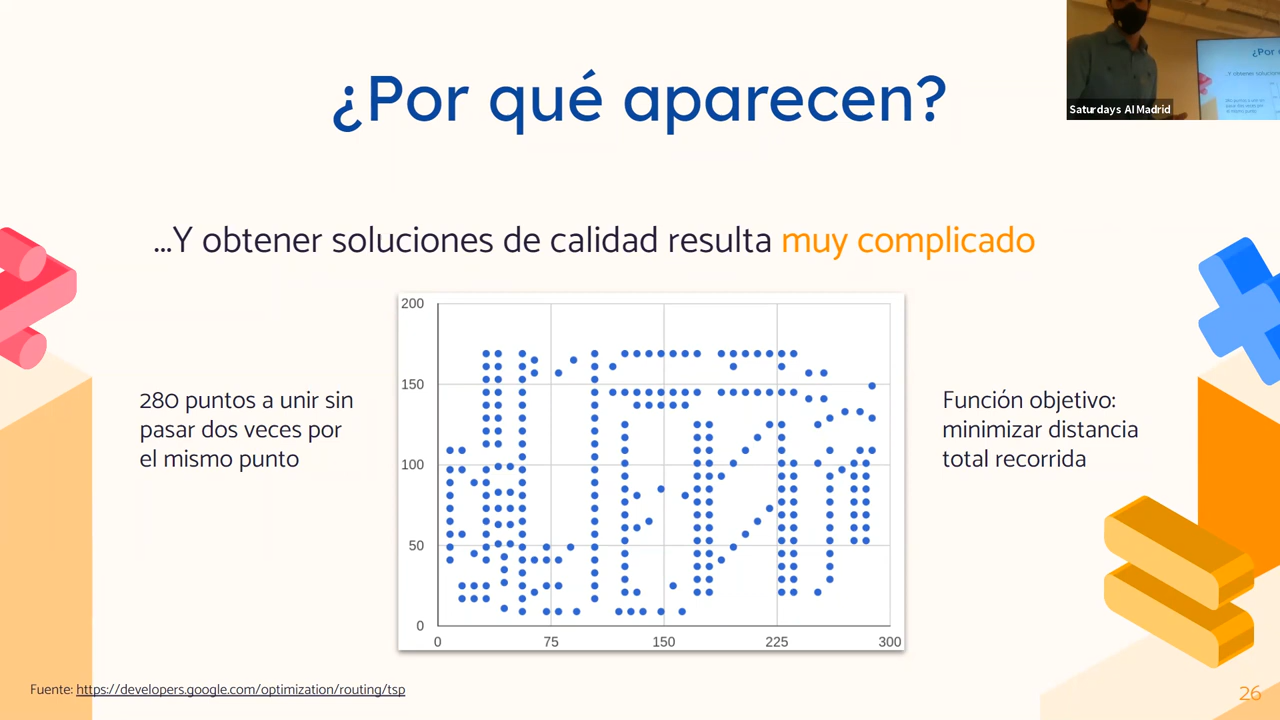 ¿Por qué aparecen?
Saturdays AI Madrid
...Y obtener soluciones de calidad resulta muy complicado
280 puntos a unir sin
pasar dos veces por
el mismo punto
200
150
100
50
0
0 75 150 225 300
Función objetivo:
minimizar distancia
total recorrida
Fuente: https://developers.google.com/optimization/routing/tsp
26